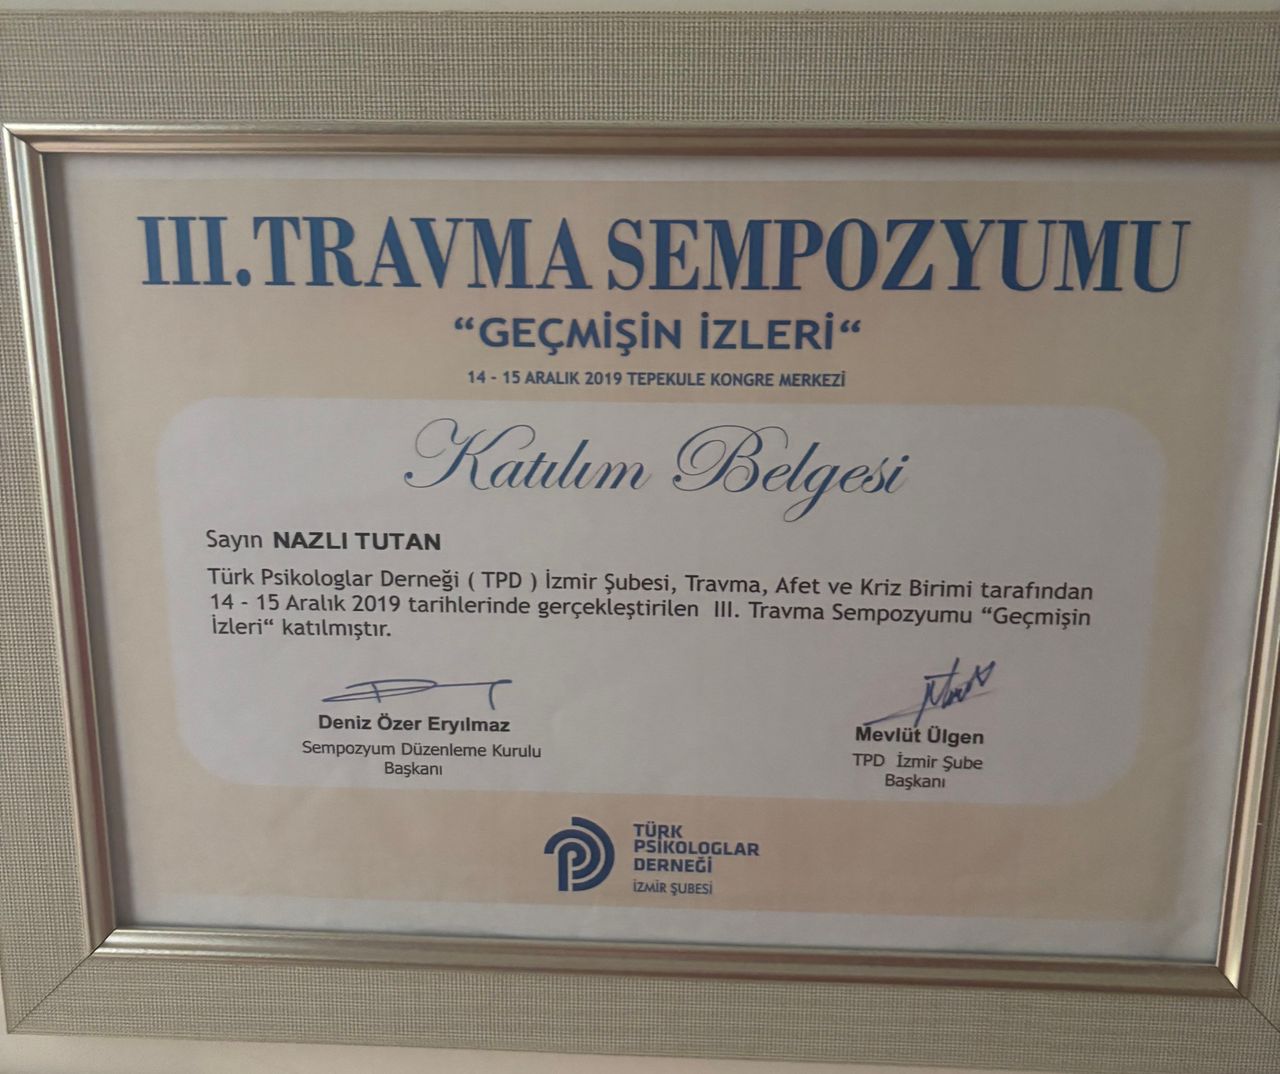 III.TRAVMA SEMPOZYUMU
“GEÇMİŞİN İZLERİ“
14 - 15 ARALIK 2019 TEPEKULE KONGRE MERKEZİ
Katılım Belgesi
Sayın NAZLI TUTAN
Türk Psikologlar Derneği ( TPD ) İzmir Şubesi, Travma, Afet ve Kriz Birimi tarafından
14 - 15 Aralık 2019 tarihlerinde gerçekleştirilen III. Travma Sempozyumu “Geçmişin
İzleri“ katılmıştır.
Deniz Özer Eryılmaz
Sempozyum Düzenleme Kurulu
Başkanı
Mevlüt Ülgen
TPD İzmir Şube
Başkanı
TÜRK
PSİKOLOGLAR
DERNEĞİ
İZMİR ŞUBESİ